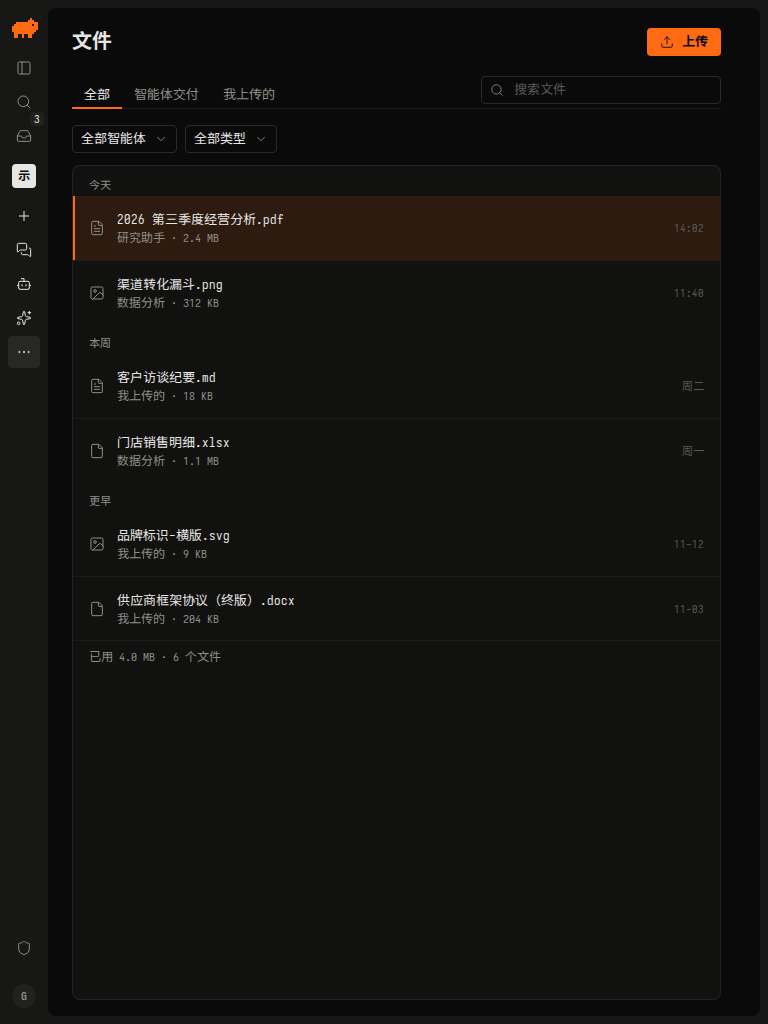 文件
上传
全部
智能体交付
我上传的
搜索文件
3
全部智能体
全部类型
示
今天
2026 第三季度经营分析.pdf
研究助手 · 2.4 MB
14:02
渠道转化漏斗.png
数据分析 · 312 KB
11:40
本周
客户访谈纪要.md
我上传的 · 18 KB
周二
门店销售明细.xlsx
数据分析 · 1.1 MB
周一
更早
品牌标识-横版.svg
我上传的 · 9 KB
11-12
供应商框架协议（终版）.docx
我上传的 · 204 KB
11-03
已用 4.0 MB · 6 个文件
G